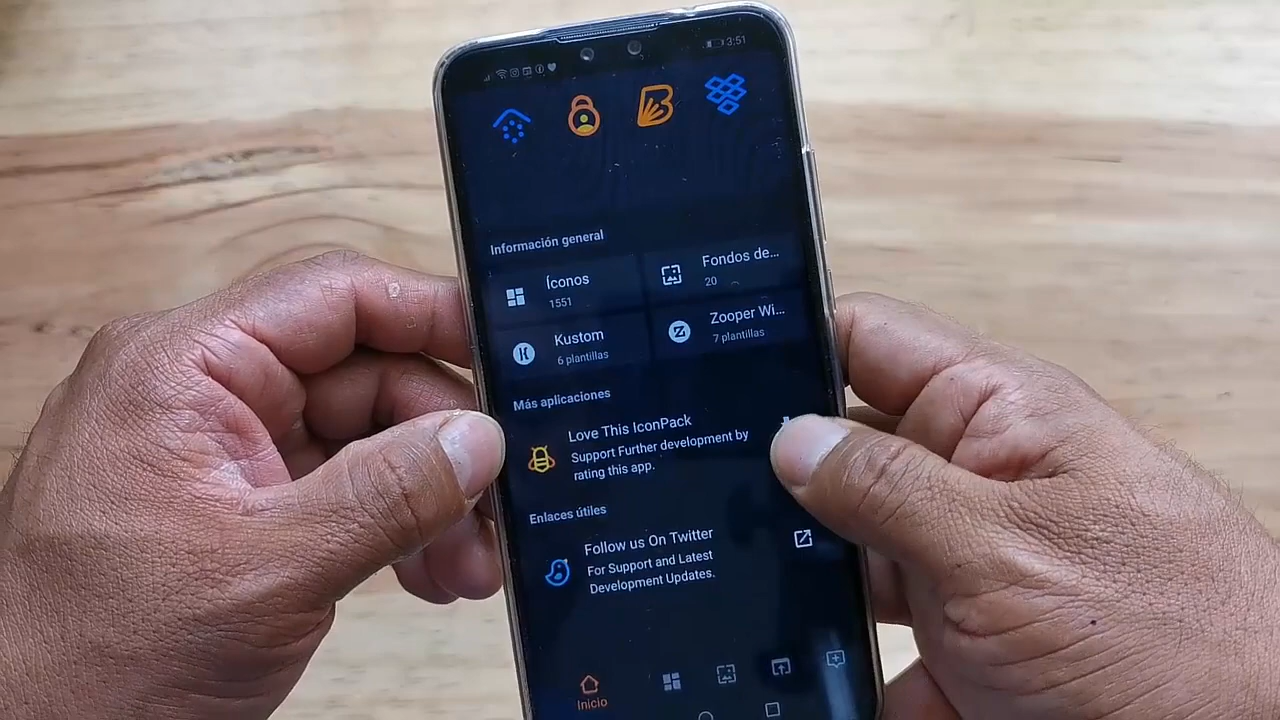 3:51
Información general
Íconos
1551
Fondos de...
20
Kustom
6 plantillas
Zooper Wi...
7 plantillas
Más aplicaciones
Love This IconPack
Support Further development by
rating this app.
Enlaces útiles
Follow us On Twitter
For Support and Latest
Development Updates.
Inicio